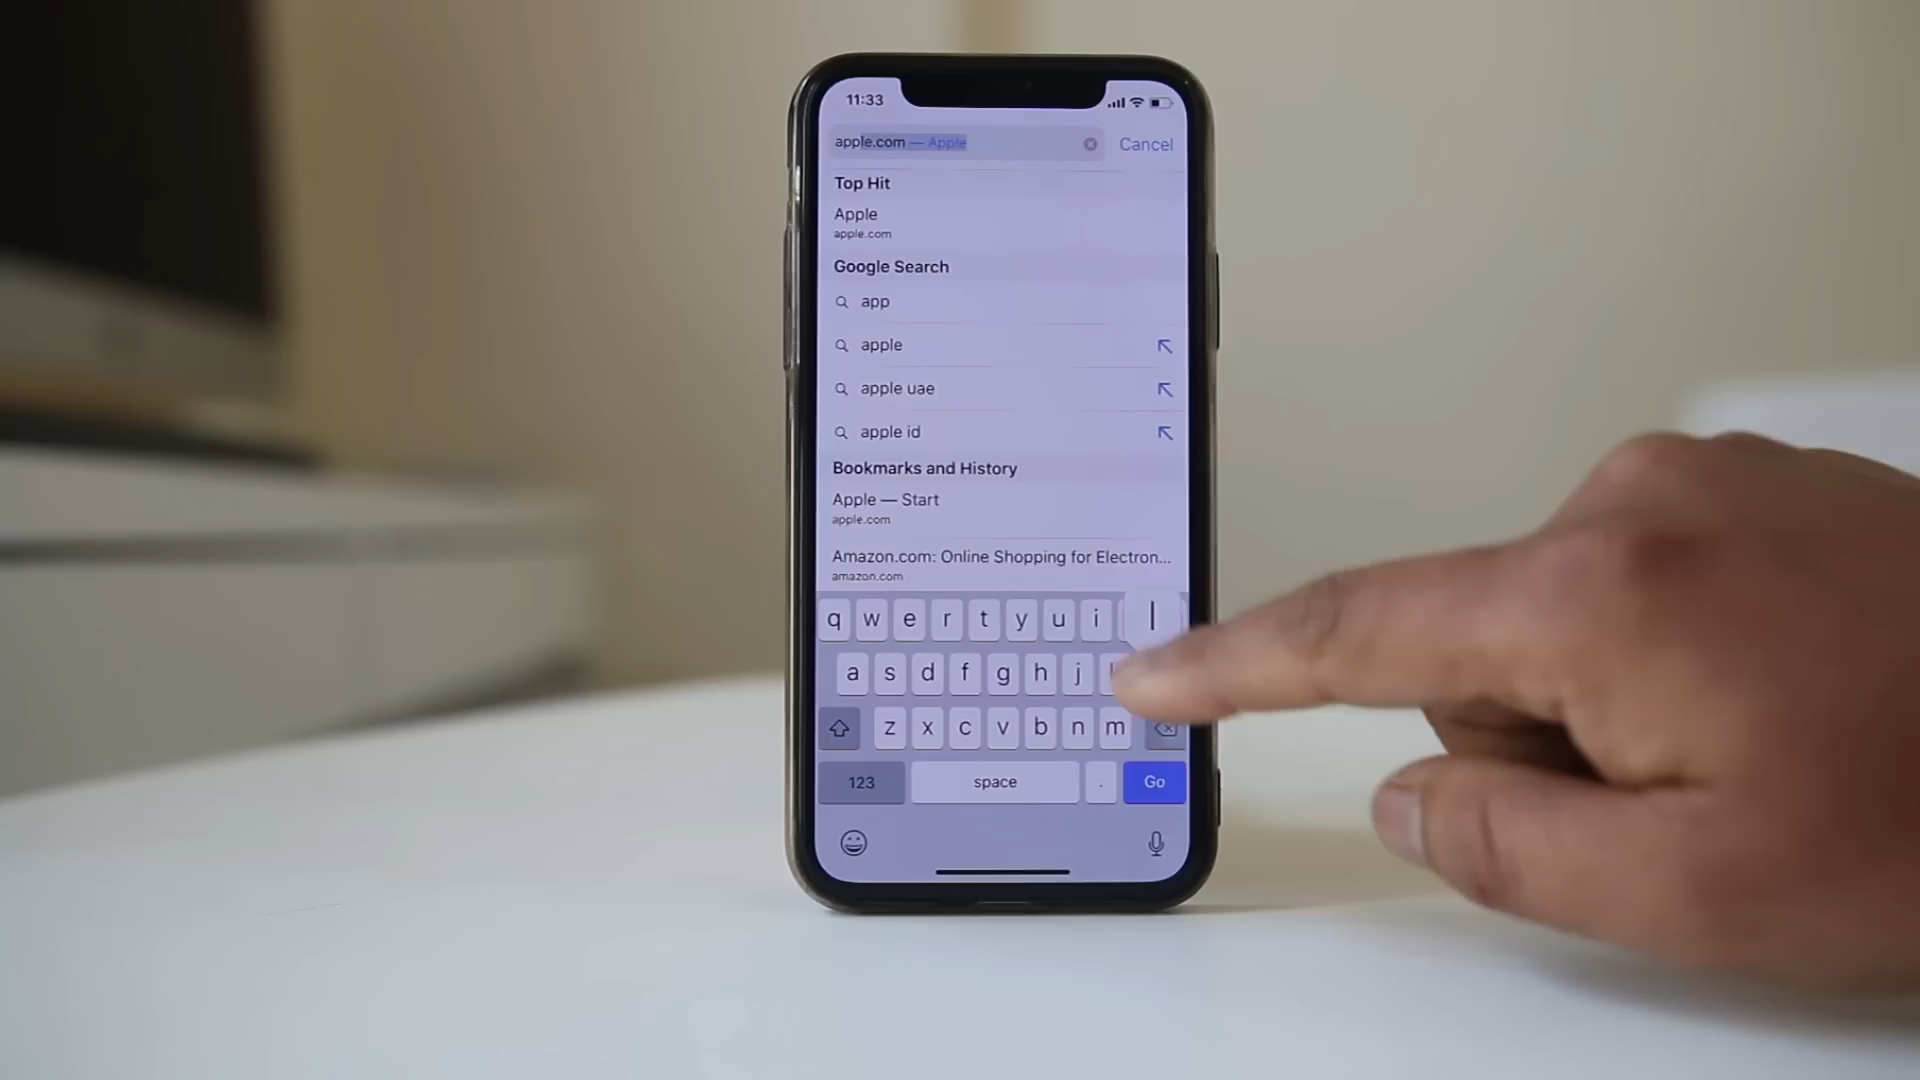 11:33
apple.com — Apple
Cancel
Top Hit
Apple
apple.com
Google Search
app
apple
apple uae
apple id
Bookmarks and History
Apple — Start
apple.com
Amazon.com: Online Shopping for Electron...
amazon.com
q w e r t y u i l
a s d f g h j
z x c v b n m
123 space . Go